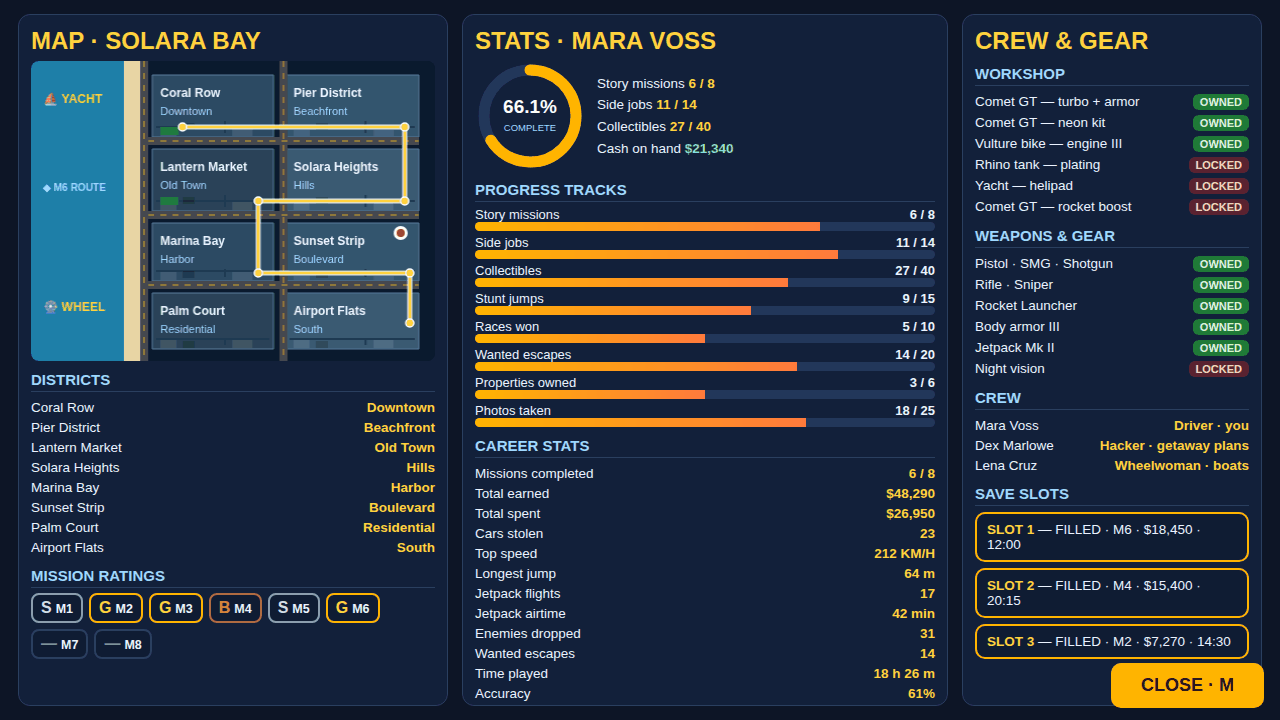 MAP · SOLARA BAY
⛵ YACHT
◆ M6 ROUTE
🎡 WHEEL
Coral Row
Downtown
Pier District
Beachfront
Lantern Market
Old Town
Solara Heights
Hills
Marina Bay
Harbor
Sunset Strip
Boulevard
Palm Court
Residential
Airport Flats
South
DISTRICTS
Coral Row Downtown
Pier District Beachfront
Lantern Market Old Town
Solara Heights Hills
Marina Bay Harbor
Sunset Strip Boulevard
Palm Court Residential
Airport Flats South
MISSION RATINGS
S M1 G M2 G M3 B M4 S M5 G M6
— M7 — M8
STATS · MARA VOSS
66.1%
COMPLETE
Story missions 6 / 8
Side jobs 11 / 14
Collectibles 27 / 40
Cash on hand $21,340
PROGRESS TRACKS
Story missions 6 / 8
Side jobs 11 / 14
Collectibles 27 / 40
Stunt jumps 9 / 15
Races won 5 / 10
Wanted escapes 14 / 20
Properties owned 3 / 6
Photos taken 18 / 25
CAREER STATS
Missions completed 6 / 8
Total earned $48,290
Total spent $26,950
Cars stolen 23
Top speed 212 KM/H
Longest jump 64 m
Jetpack flights 17
Jetpack airtime 42 min
Enemies dropped 31
Wanted escapes 14
Time played 18 h 26 m
Accuracy 61%
CREW & GEAR
WORKSHOP
Comet GT — turbo + armor OWNED
Comet GT — neon kit OWNED
Vulture bike — engine III OWNED
Rhino tank — plating LOCKED
Yacht — helipad LOCKED
Comet GT — rocket boost LOCKED
WEAPONS & GEAR
Pistol · SMG · Shotgun OWNED
Rifle · Sniper OWNED
Rocket Launcher OWNED
Body armor III OWNED
Jetpack Mk II OWNED
Night vision LOCKED
CREW
Mara Voss Driver · you
Dex Marlowe Hacker · getaway plans
Lena Cruz Wheelwoman · boats
SAVE SLOTS
SLOT 1 — FILLED · M6 · $18,450 ·
12:00
SLOT 2 — FILLED · M4 · $15,400 ·
20:15
SLOT 3 — FILLED · M2 · $7,270 · 14:30
CLOSE · M